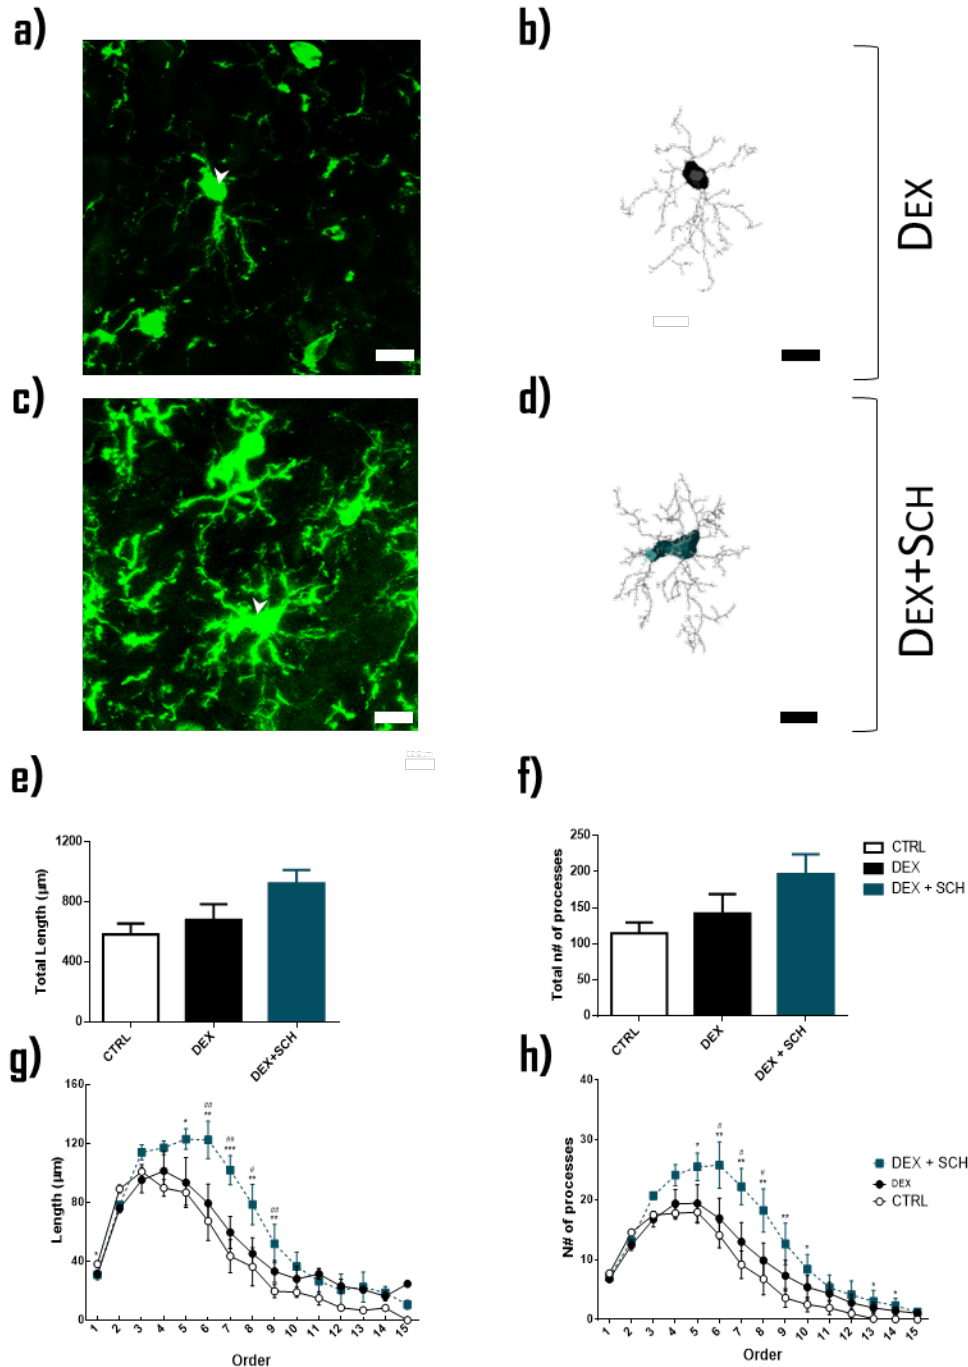 a)
b)
DEX
c)
d)
DEX+SCH
e)
f)
1200
800
400
0
Total Length (µm)
CTRL
DEX
DEX+SCH
250
200
150
100
50
0
Total n# of processes
CTRL
DEX
DEX + SCH
CTRL
DEX
DEX + SCH
g)
h)
160
120
80
40
0
Length (µm)
*
*
##
**
##
***
#
**
##
**
1 2 3 4 5 6 7 8 9 10 11 12 13 14 15
Order
40
30
20
10
0
N# of processes
*
#
**
#
**
#
**
**
*
*
*
1 2 3 4 5 6 7 8 9 10 11 12 13 14 15
Order
DEX + SCH
DEX
CTRL